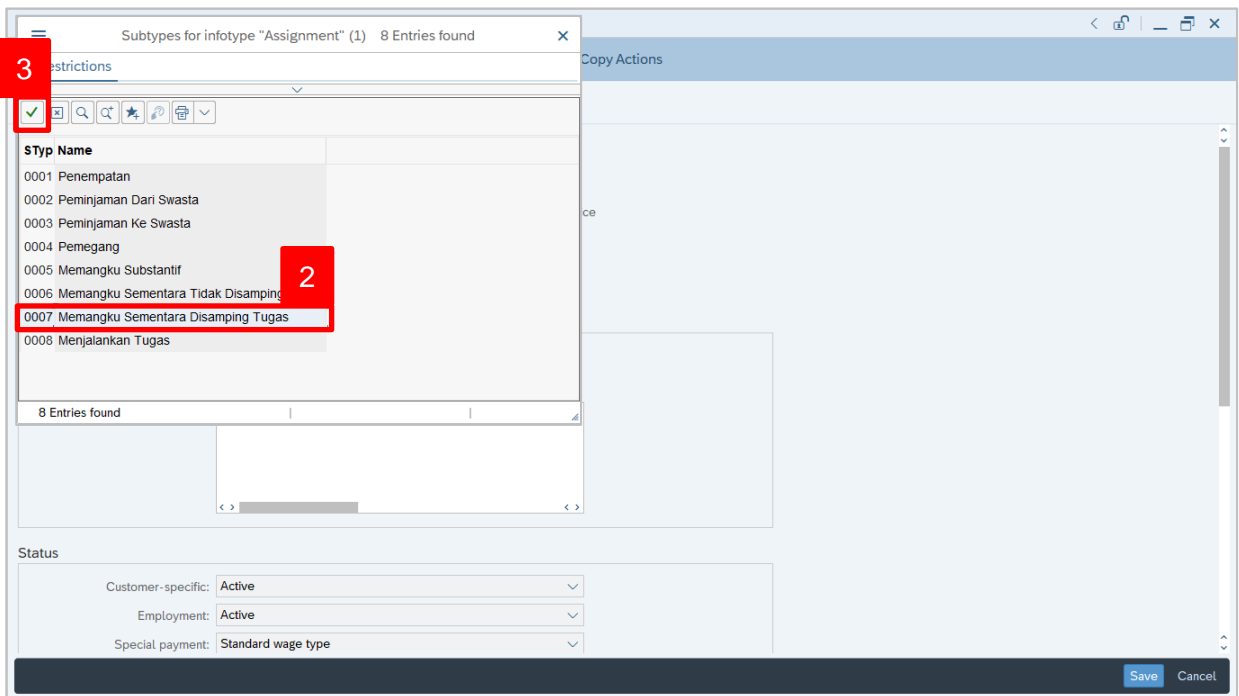 Subtypes for infotype "Assignment" (1) 8 Entries found
3
estrictions
Copy Actions
STyp Name
0001 Penempatan
0002 Peminjaman Dari Swasta
0003 Peminjaman Ke Swasta
ce
0004 Pemegang
0005 Memangku Substantif
2
0006 Memangku Sementara Tidak Disamping
0007 Memangku Sementara Disamping Tugas
0008 Menjalankan Tugas
8 Entries found
Status
Customer-specific: Active
Employment: Active
Special payment: Standard wage type
Save Cancel